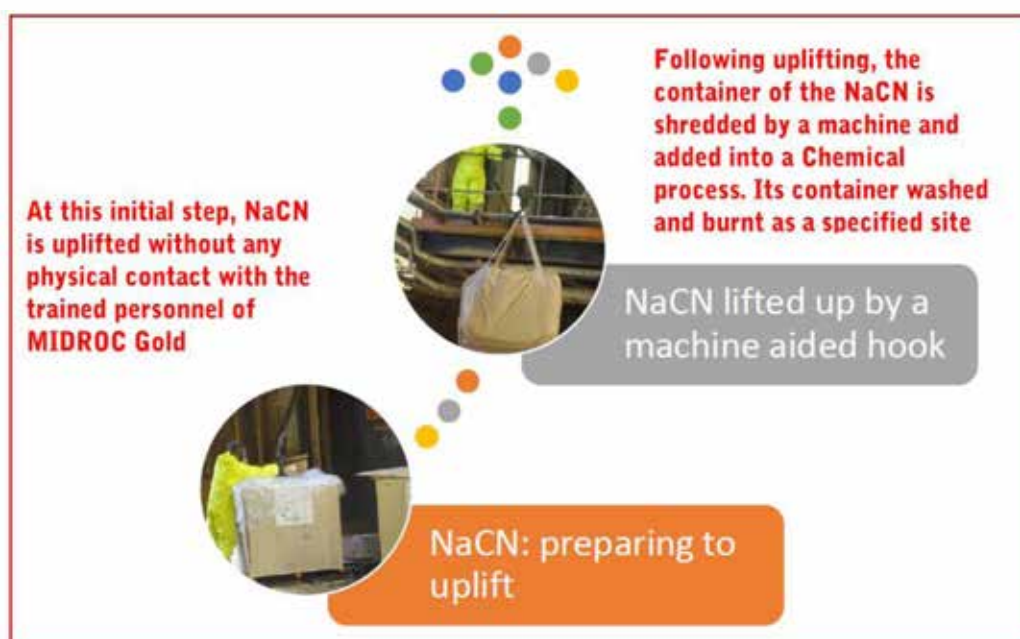 Following uplifting, the
container of the NaCN is
shredded by a machine and
added into a Chemical
process. Its container washed
and burnt as a specified site
At this initial step, NaCN
is uplifted without any
physical contact with the
trained personnel of
MIDROC Gold
NaCN lifted up by a
machine aided hook
NaCN: preparing to
uplift